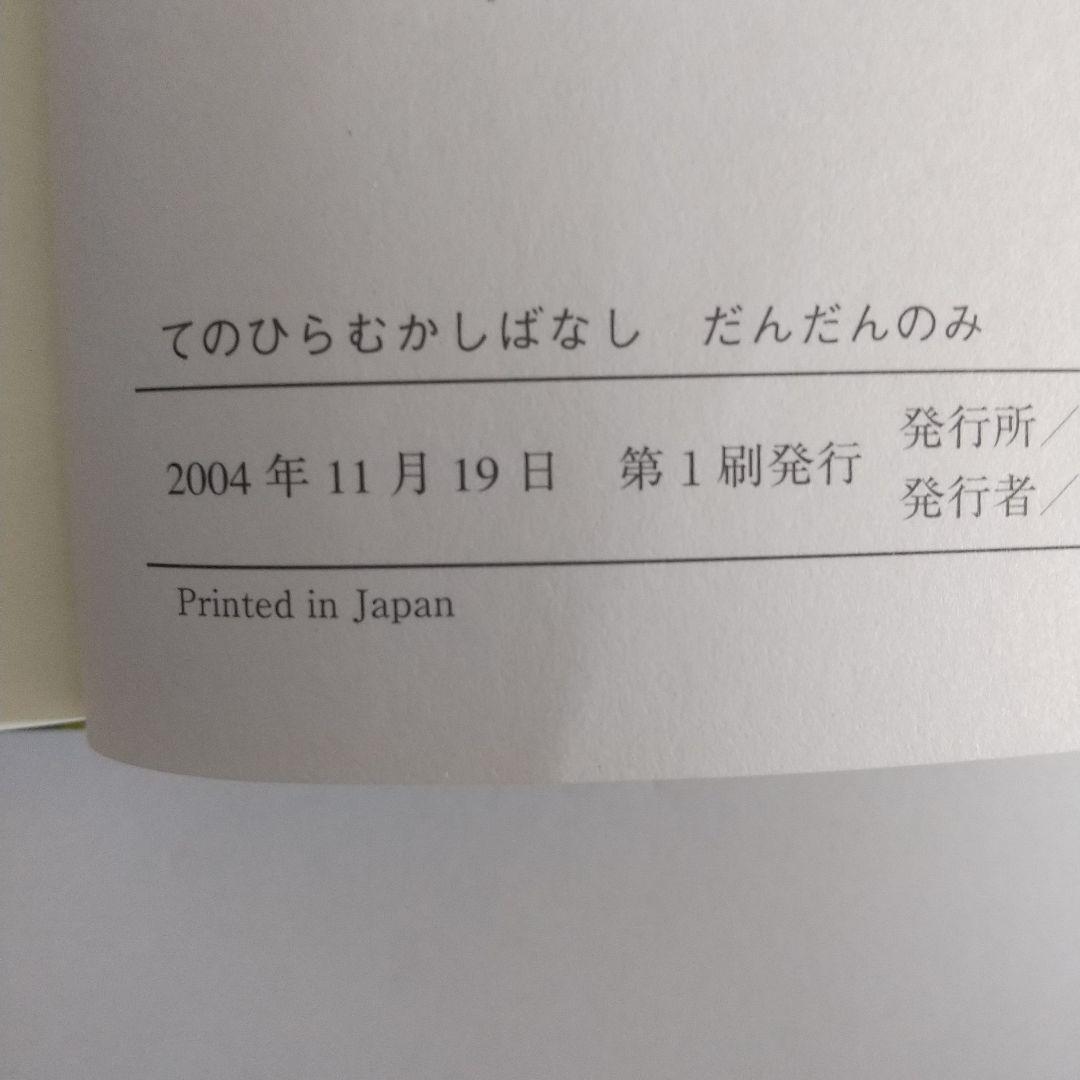 てのひらむかしばなし　だんだんのみ
2004年11月19日　第1刷発行
発行所／
発行者／
Printed in Japan